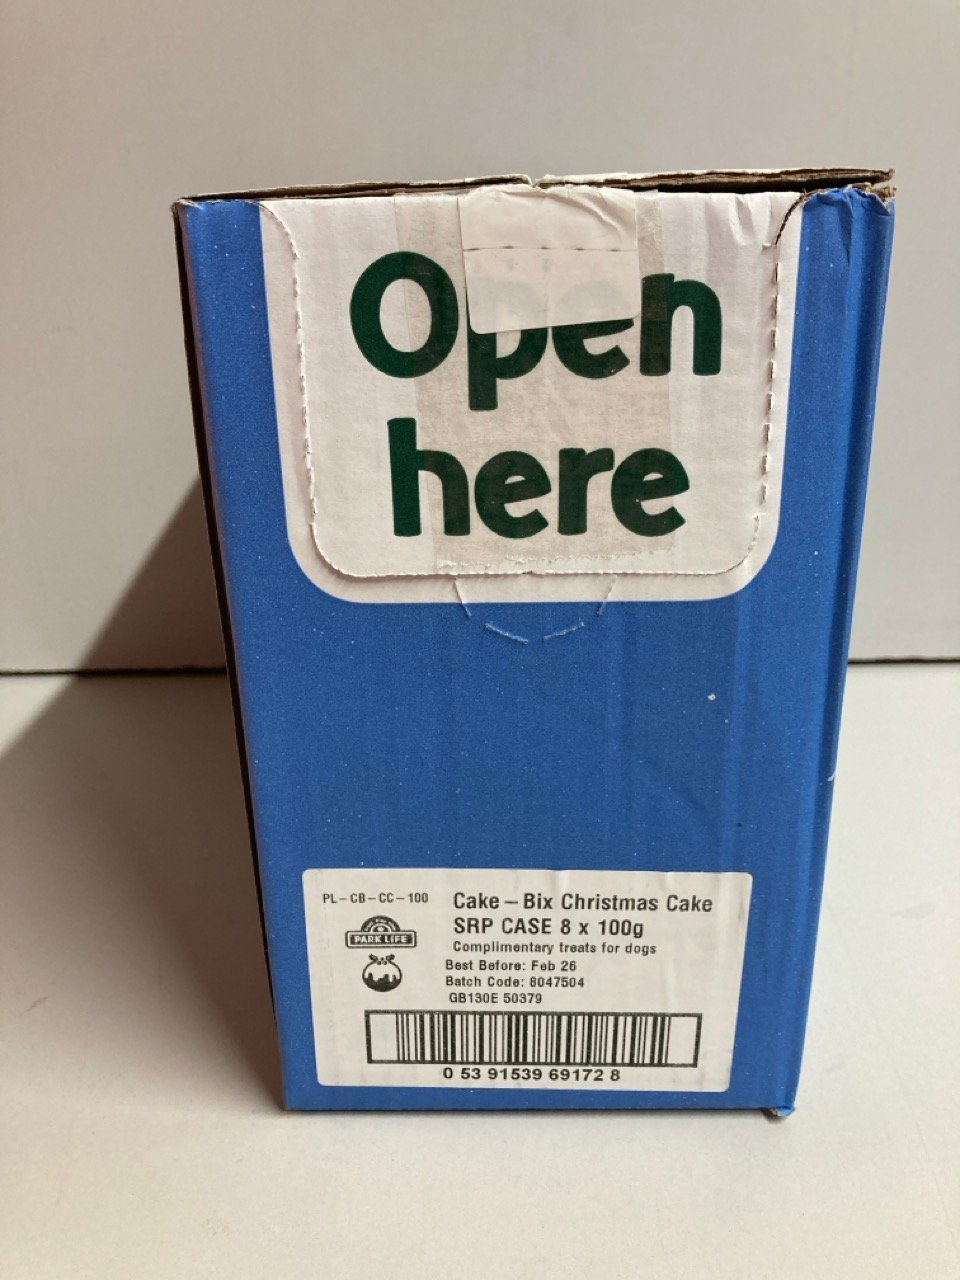 Open
here
PL-CB-CC-100
Cake-Bix Christmas Cake
SRP CASE 8 x 100g
PARK LIFE
Complimentary treats for dogs
Best Before: Feb 26
Batch Code: 8047504
GB130E 50379
0 53 91539 69172 8